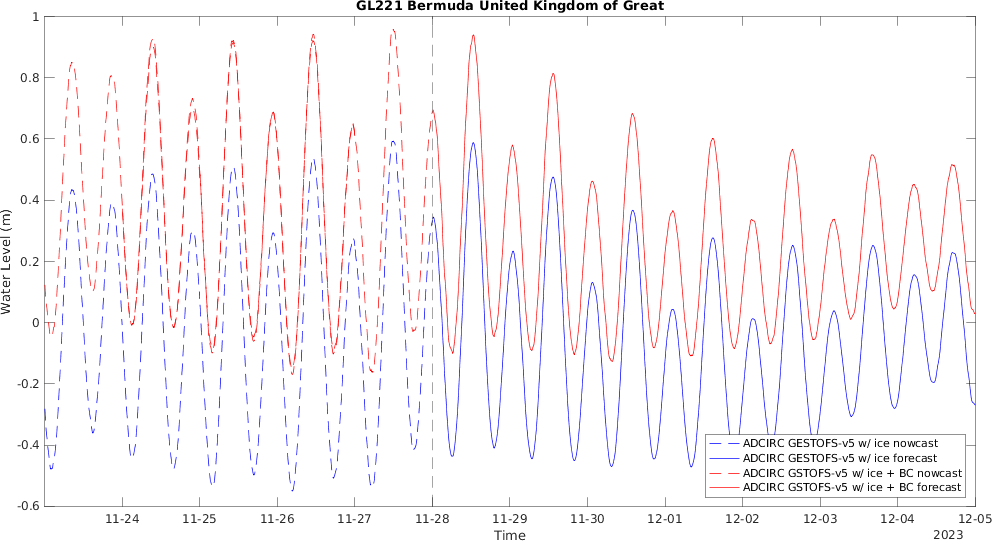 GL221 Bermuda United Kingdom of Great
Water Level (m)
1
0.8
0.6
0.4
0.2
0
-0.2
-0.4
-0.6
ADCIRC GESTOFS-v5 w/ ice nowcast
ADCIRC GESTOFS-v5 w/ ice forecast
ADCIRC GSTOFS-v5 w/ ice + BC nowcast
ADCIRC GSTOFS-v5 w/ ice + BC forecast
11-24 11-25 11-26 11-27 11-28 11-29 11-30 12-01 12-02 12-03 12-04 12-05
Time
2023